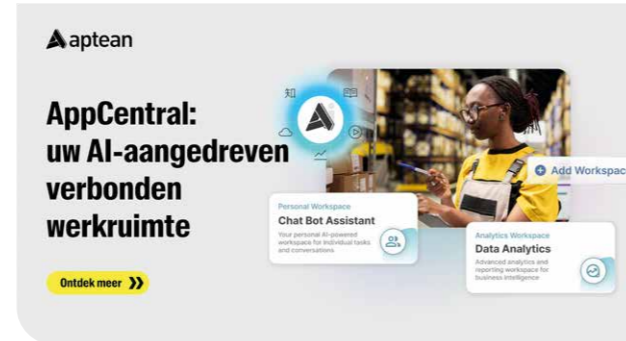 aptean
AppCentral:
uw AI-aangedreven
verbonden
werkruimte
Ontdek meer
知
Add Workspac
Personal Workspace
Chat Bot Assistant
Your personal AI-powered
workspace for individual tasks
and conversations
Analytics Workspace
Data Analytics
Advanced analytics and
reporting workspace for
business intelligence